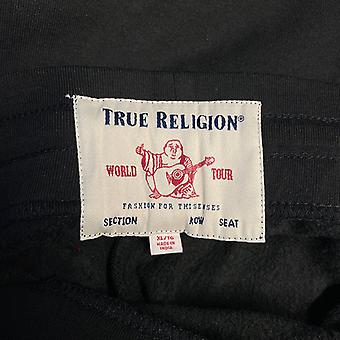 TRUE RELIGION®
WORLD TOUR
FASHION FOR THE SENSES
SECTION ROW SEAT
XL/TG
MADE IN
INDIA